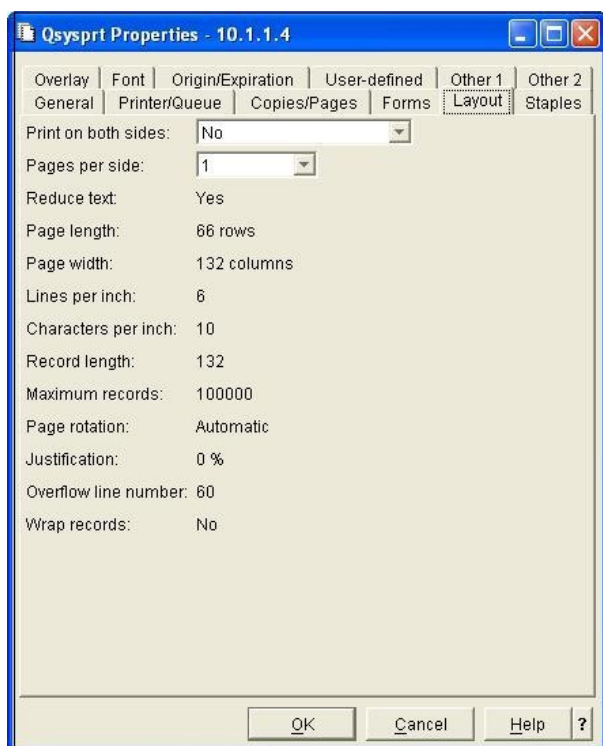 Qsysprt Properties - 10.1.1.4
Overlay Font Origin/Expiration User-defined Other 1 Other 2
General Printer/Queue Copies/Pages Forms Layout Staples
Print on both sides: No
Pages per side: 1
Reduce text: Yes
Page length: 66 rows
Page width: 132 columns
Lines per inch: 6
Characters per inch: 10
Record length: 132
Maximum records: 100000
Page rotation: Automatic
Justification: 0 %
Overflow line number: 60
Wrap records: No
OK Cancel Help ?